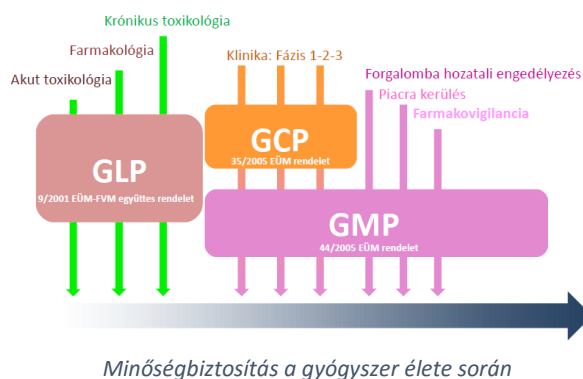 Krónikus toxikológia
Farmakológia
Akut toxikológia
Klinika: Fázis 1-2-3
Forgalomba hozatali engedélyezés
Piacra kerülés
Farmakovigilancia
GLP
9/2001 EÜM-FVM együttes rendelet
GCP
35/2005 EÜM rendelet
GMP
44/2005 EÜM rendelet
Minőségbiztosítás a gyógyszer élete során